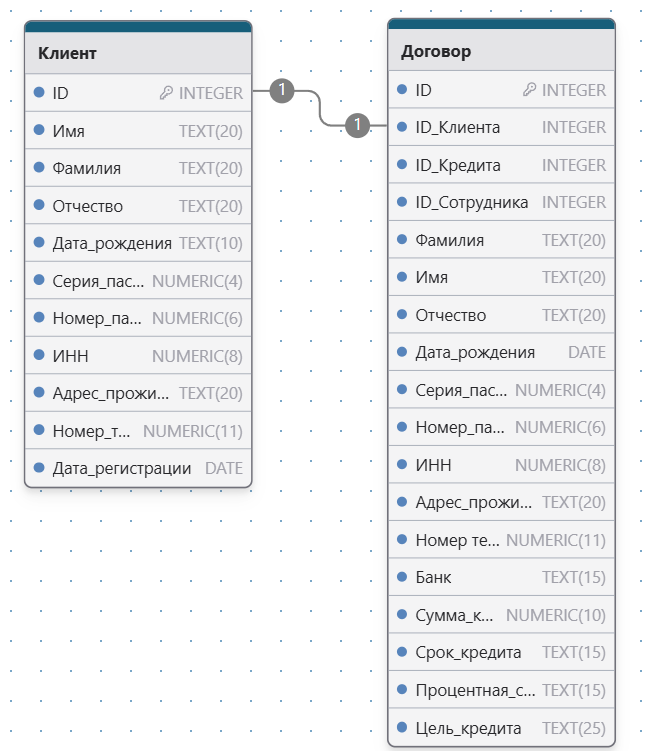 Клиент
ID INTEGER
Имя TEXT(20)
Фамилия TEXT(20)
Отчество TEXT(20)
Дата_рождения TEXT(10)
Серия_пас... NUMERIC(4)
Номер_па... NUMERIC(6)
ИНН NUMERIC(8)
Адрес_прожи... TEXT(20)
Номер_т... NUMERIC(11)
Дата_регистрации DATE
1
1
Договор
ID INTEGER
ID_Клиента INTEGER
ID_Кредита INTEGER
ID_Сотрудника INTEGER
Фамилия TEXT(20)
Имя TEXT(20)
Отчество TEXT(20)
Дата_рождения DATE
Серия_пас... NUMERIC(4)
Номер_па... NUMERIC(6)
ИНН NUMERIC(8)
Адрес_прожи... TEXT(20)
Номер те... NUMERIC(11)
Банк TEXT(15)
Сумма_к... NUMERIC(10)
Срок_кредита TEXT(15)
Процентная_с... TEXT(15)
Цель_кредита TEXT(25)